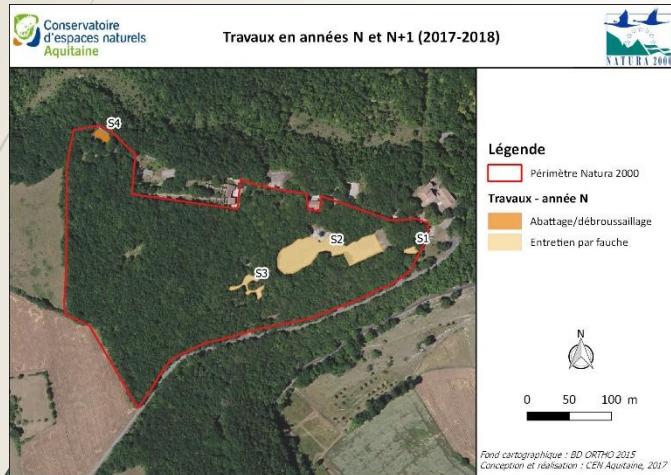 Conservatoire
d'espaces naturels
Aquitaine
Travaux en années N et N+1 (2017-2018)
NATURA 2000
S4
S2
S1
S3
Légende
Périmètre Natura 2000
Travaux - année N
Abattage/débroussaillage
Entretien par fauche
N
0 50 100 m
Fond cartographique : BD ORTHO 2015
Conception et réalisation : CEN Aquitaine, 2017